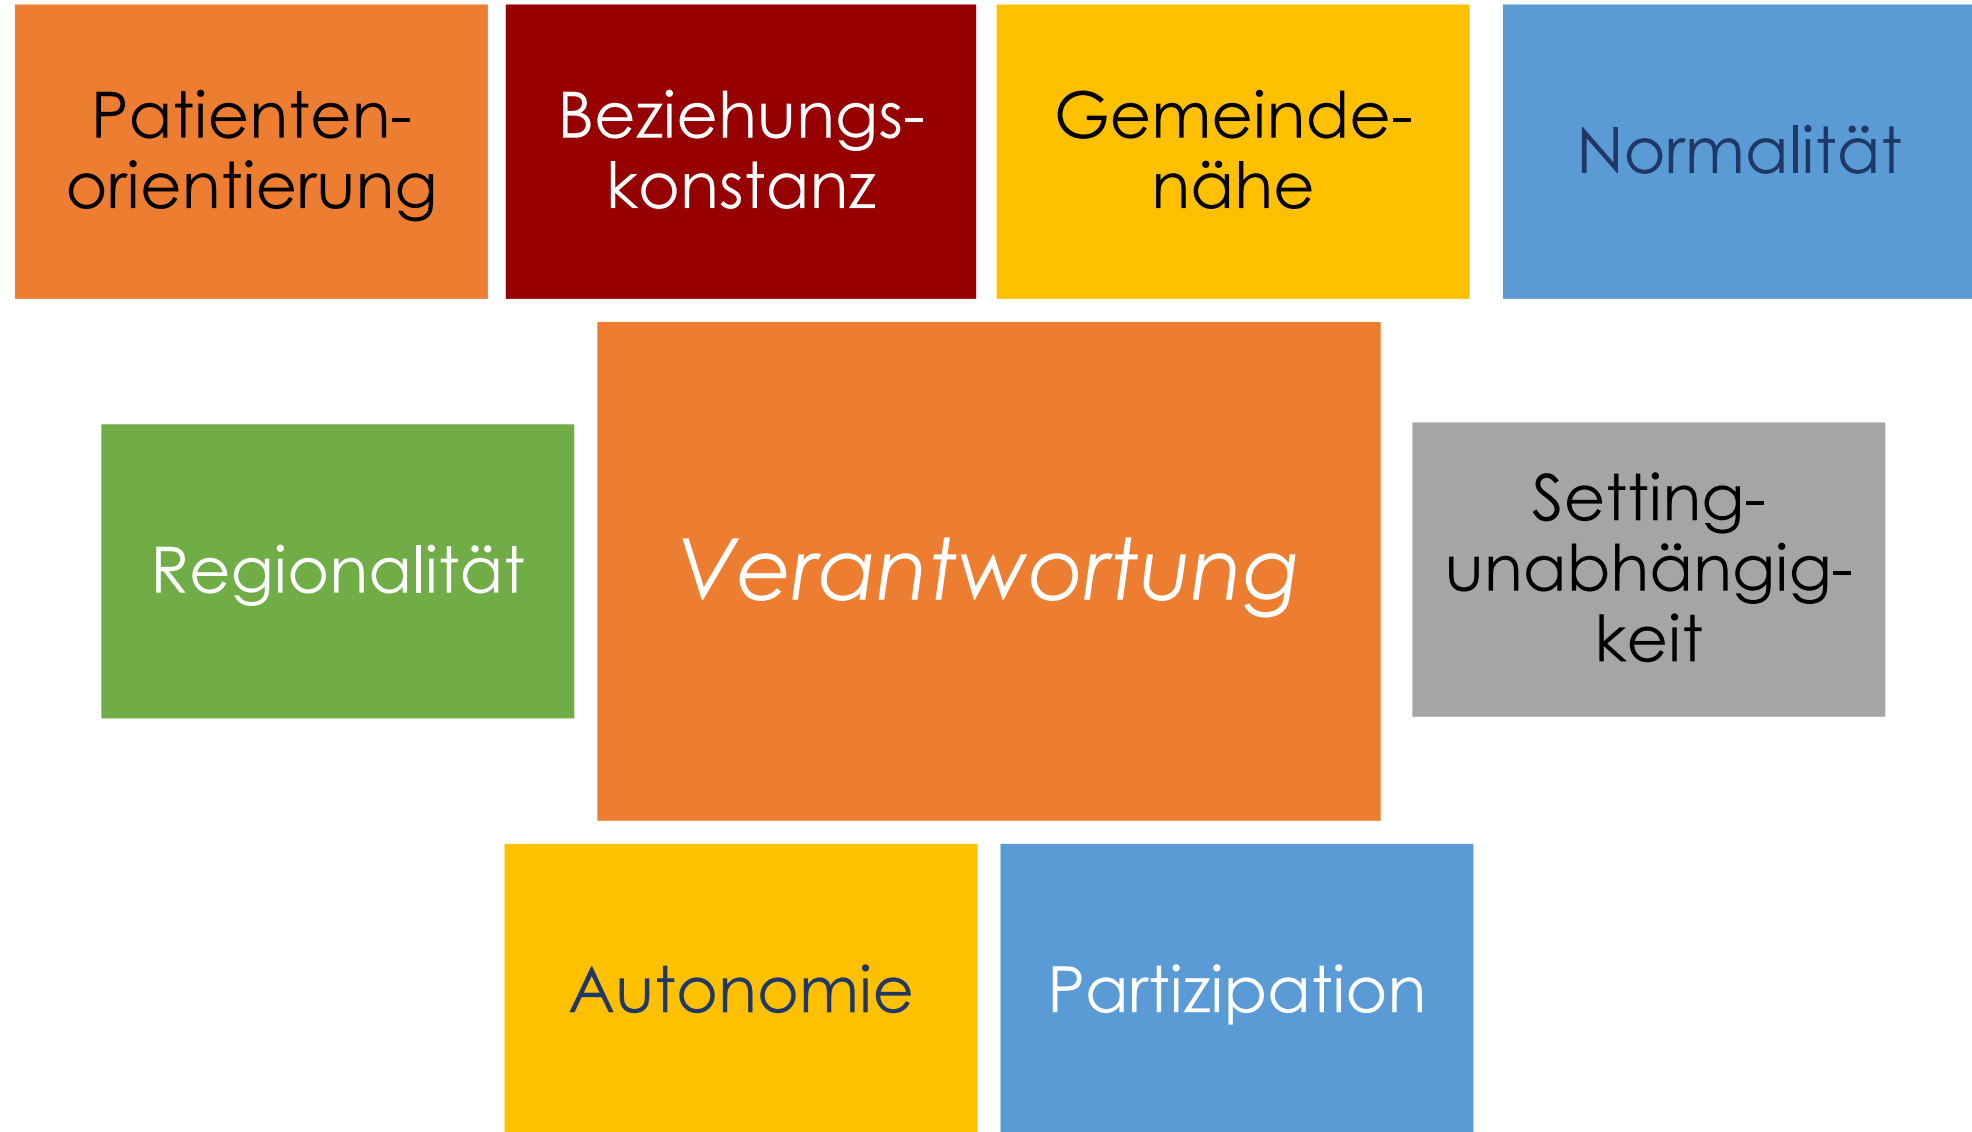 Patienten-
orientierung
Beziehungs-
konstanz
Gemeinde-
nähe
Normalität
Regionalität
Verantwortung
Setting-
unabhängig-
keit
Autonomie
Partizipation